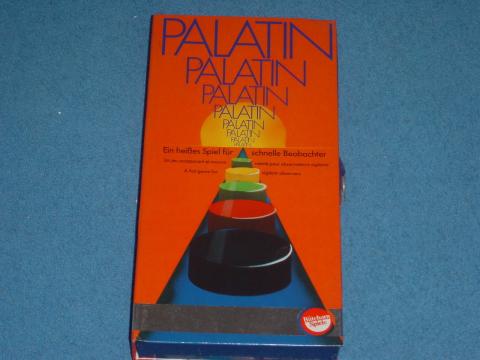 PALATIN
PALATIN
PALATIN
PALATIN
PALATIN
PALATIN
PALATIN
PALATIN
Ein heißes Spiel für schnelle Beobachter
A hot game for vigilant observers
Bütehorn
Spiele